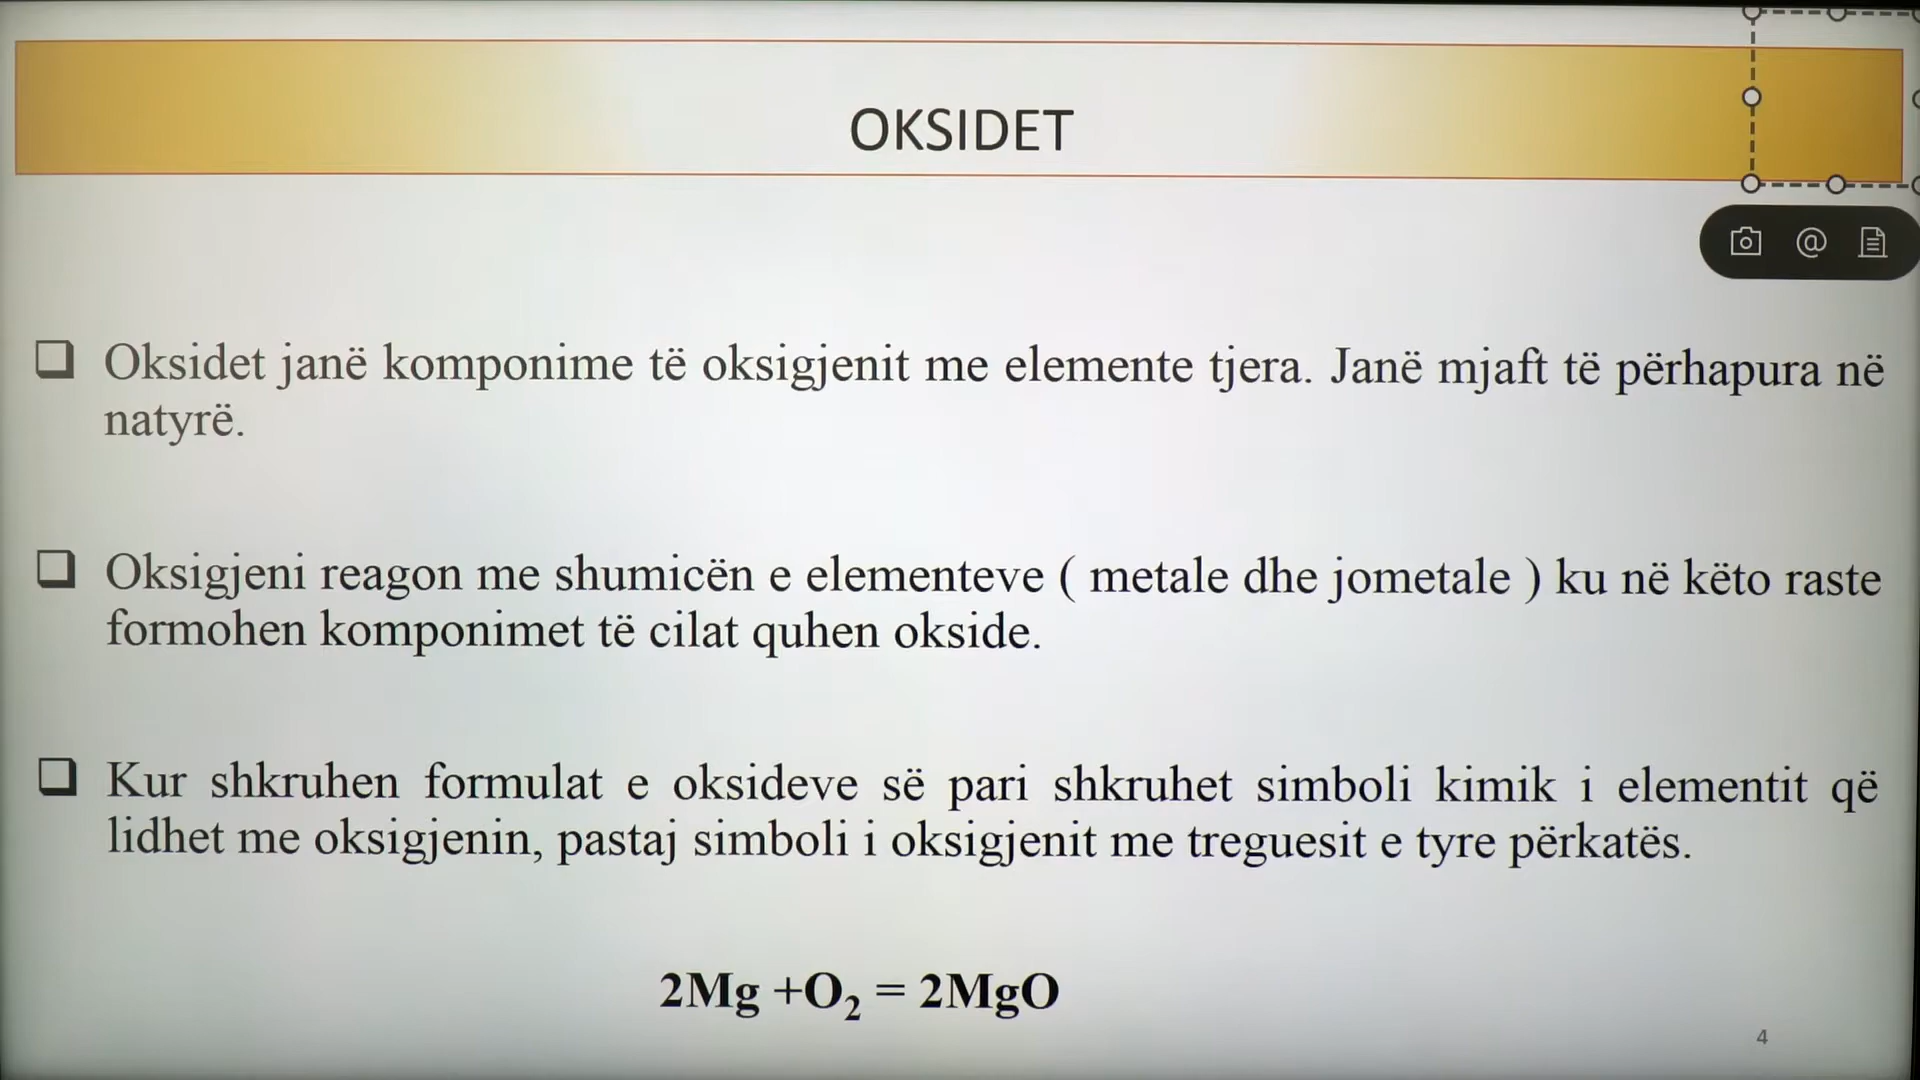 OKSIDET
Oksidet janë komponime të oksigjenit me elemente tjera. Janë mjaft të përhapura në
natyrë.
Oksigjeni reagon me shumicën e elementeve ( metale dhe jometale ) ku në këto raste
formohen komponimet të cilat quhen okside.
Kur shkruhen formulat e oksideve së pari shkruhet simboli kimik i elementit që
lidhet me oksigjenin, pastaj simboli i oksigjenit me treguesit e tyre përkatës.
2Mg +O₂ = 2MgO
4